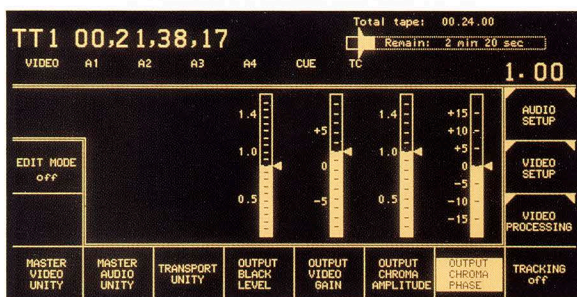 Total tape: 00.24.00
TT1 00,21,38,17
Remain: 2 min 20 sec
VIDEO A1 A2 A3 A4 CUE TC
1.00
1.4 1.0 0.5
+5 0 -5
1.4 1.0 0.5
+15 +10 +5 0 -5 -10 -15
AUDIO
SETUP
EDIT MODE
off
VIDEO
SETUP
VIDEO
PROCESSING
MASTER
VIDEO
UNITY
MASTER
AUDIO
UNITY
TRANSPORT
UNITY
OUTPUT
BLACK
LEVEL
OUTPUT
VIDEO
GAIN
OUTPUT
CHROMA
AMPLITUDE
OUTPUT
CHROMA
PHASE
TRACKING
off